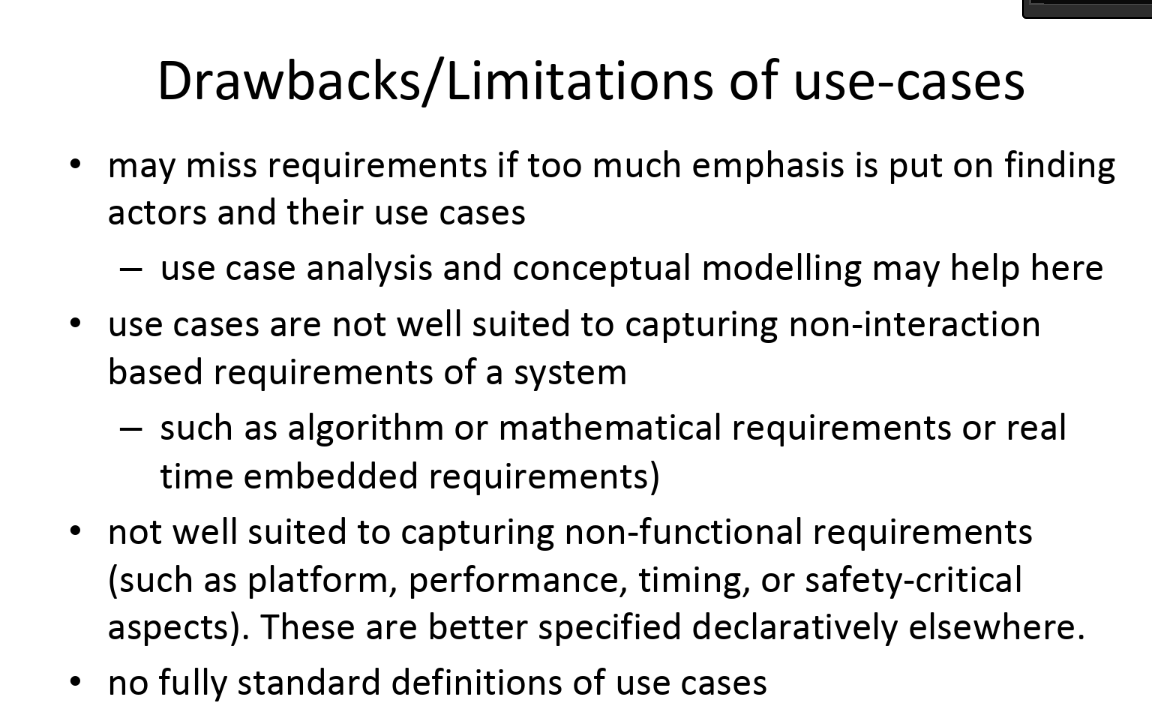 Drawbacks/Limitations of use-cases
• may miss requirements if too much emphasis is put on finding
actors and their use cases
– use case analysis and conceptual modelling may help here
• use cases are not well suited to capturing non-interaction
based requirements of a system
– such as algorithm or mathematical requirements or real
time embedded requirements)
• not well suited to capturing non-functional requirements
(such as platform, performance, timing, or safety-critical
aspects). These are better specified declaratively elsewhere.
• no fully standard definitions of use cases